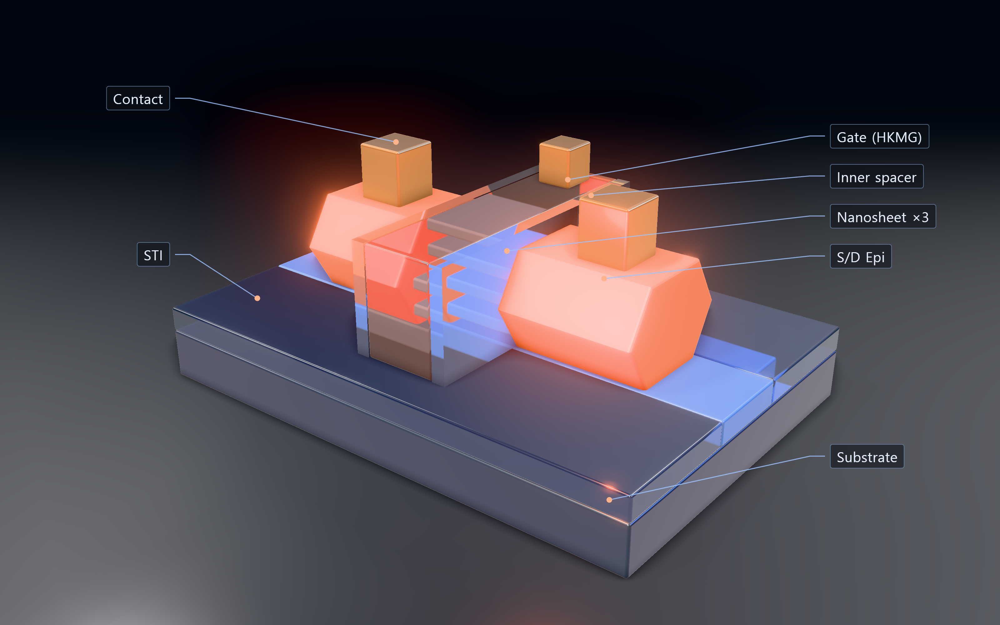 Contact
Gate (HKMG)
Inner spacer
Nanosheet ×3
STI
S/D Epi
Substrate